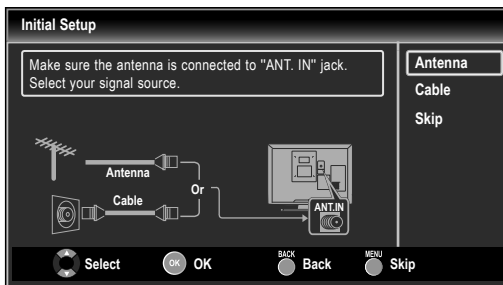 Initial Setup
Make sure the antenna is connected to "ANT. IN" jack.
Select your signal source.
Antenna
Cable
Skip
Antenna
Cable
Or
ANT.IN
Select
OK OK
BACK Back
MENU Skip